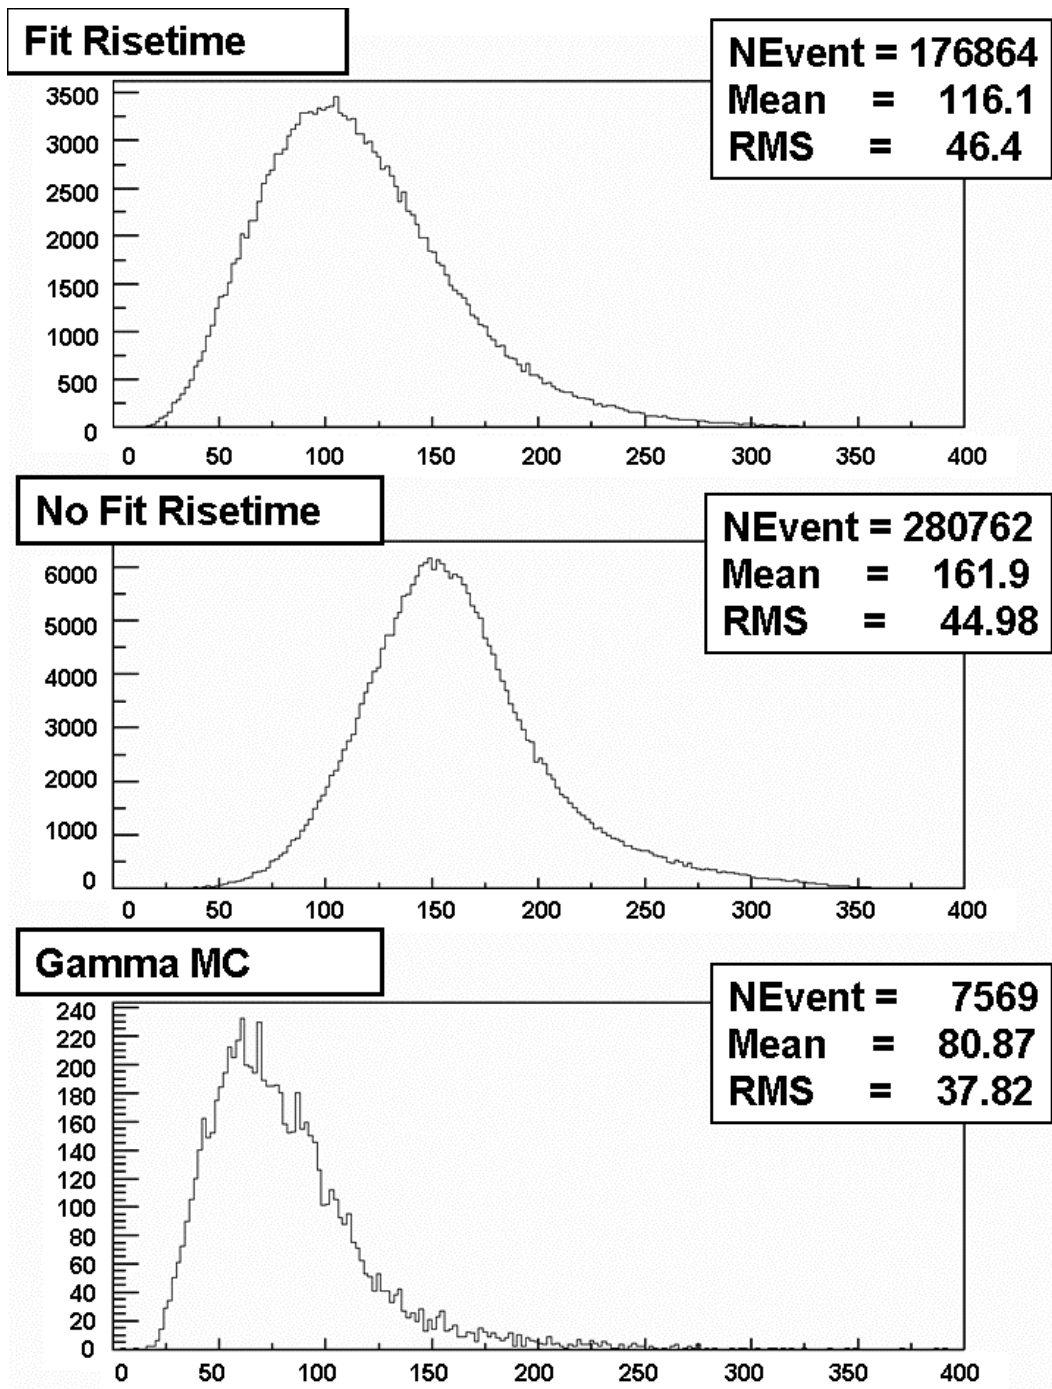 Fit Risetime
NEvent = 176864
Mean = 116.1
RMS = 46.4
3500
3000
2500
2000
1500
1000
500
0
0 50 100 150 200 250 300 350 400
No Fit Risetime
NEvent = 280762
Mean = 161.9
RMS = 44.98
6000
5000
4000
3000
2000
1000
0
0 50 100 150 200 250 300 350 400
Gamma MC
NEvent = 7569
Mean = 80.87
RMS = 37.82
240
220
200
180
160
140
120
100
80
60
40
20
0
0 50 100 150 200 250 300 350 400